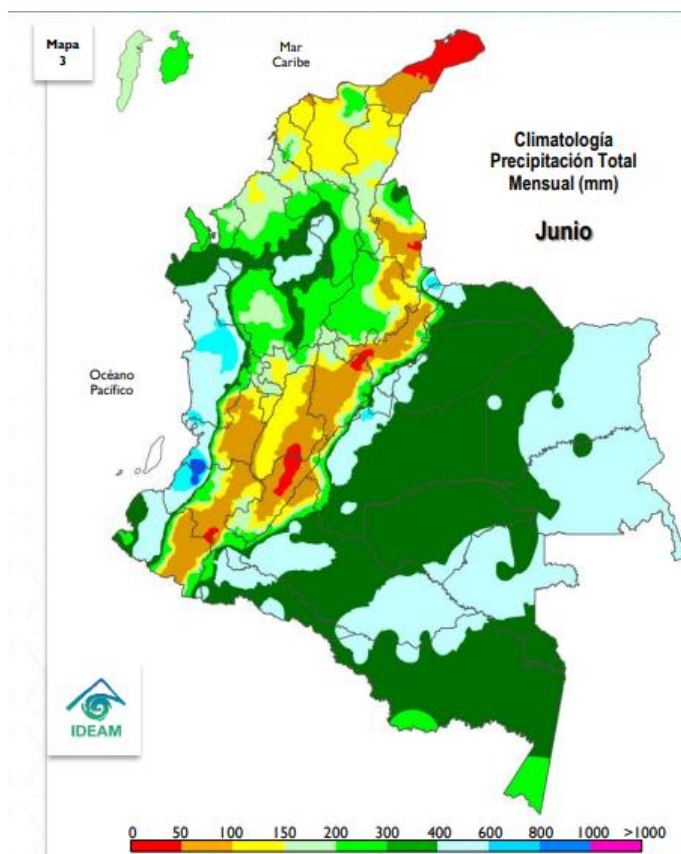 Mapa
3
Mar
Caribe
Climatología
Precipitación Total
Mensual (mm)
Junio
Océano
Pacífico
IDEAM
0 50 100 150 200 300 400 600 800 1000 >1000